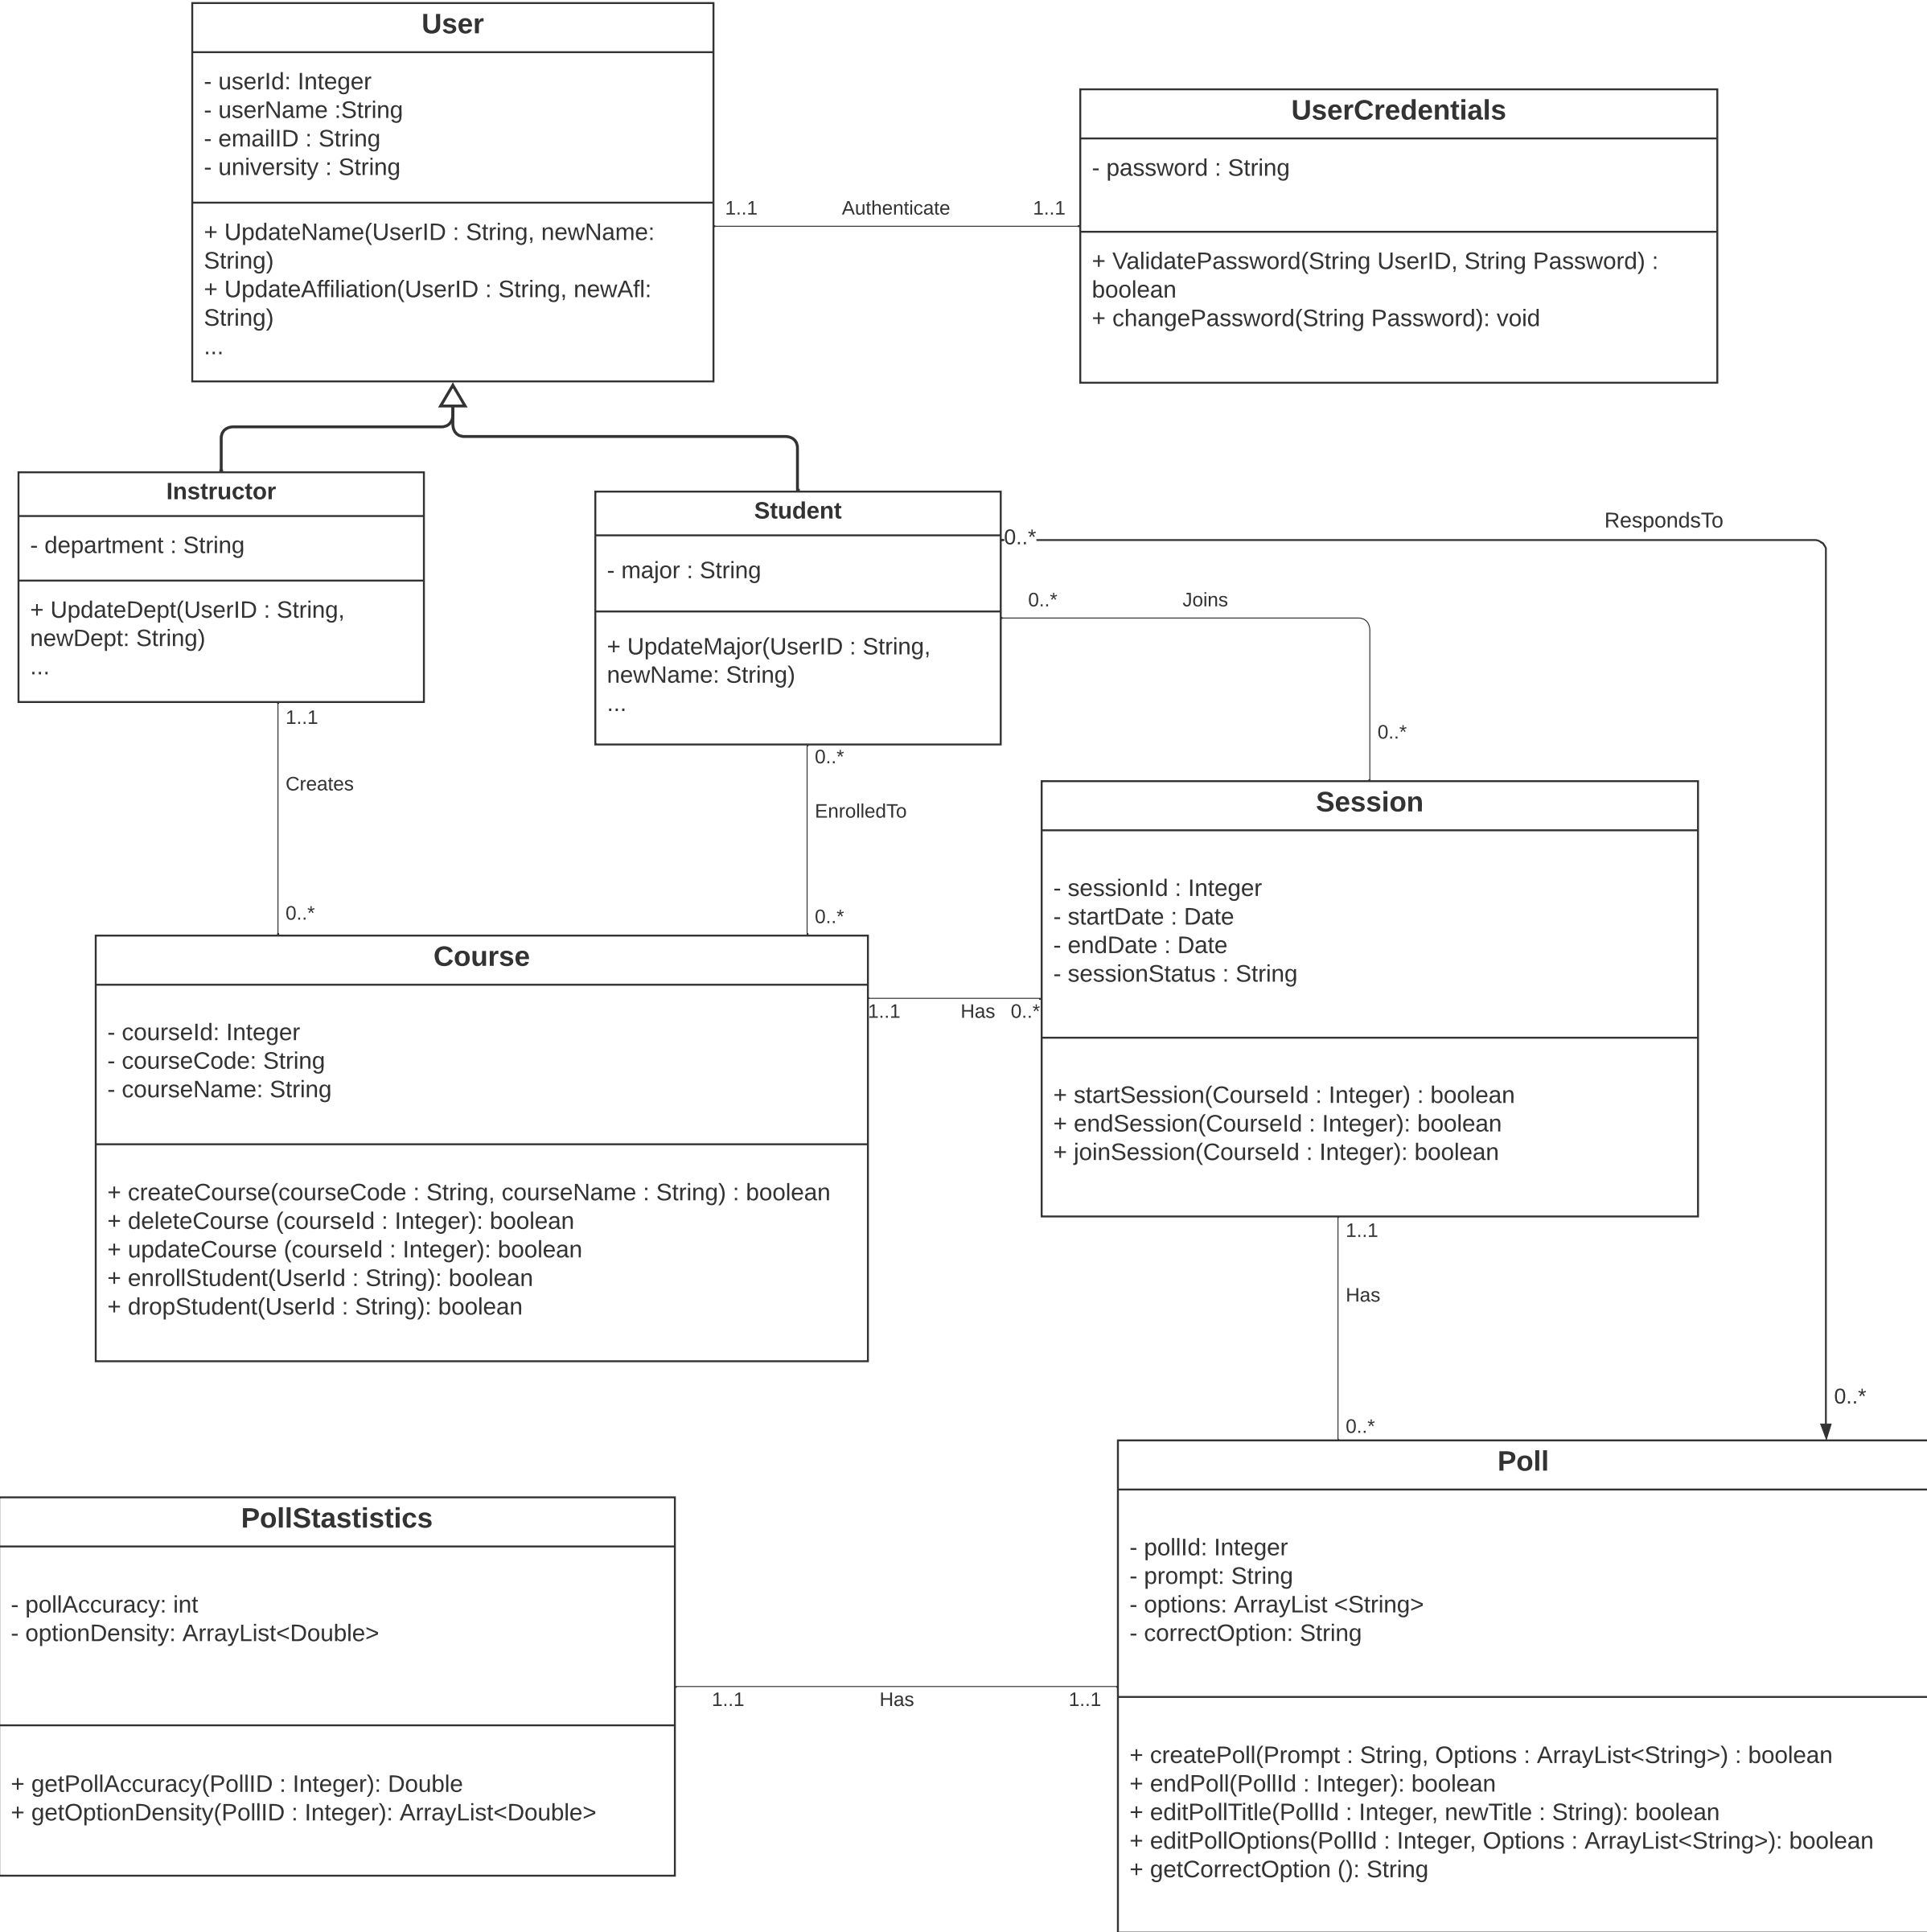 User
- userId: Integer
- userName :String
- emailID : String
- university : String
+ UpdateName(UserID : String, newName:
String)
+ UpdateAffiliation(UserID : String, newAfl:
String)
...
UserCredentials
- password : String
+ ValidatePassword(String UserID, String Password) :
boolean
+ changePassword(String Password): void
1..1 Authenticate 1..1
Instructor
- department : String
+ UpdateDept(UserID : String,
newDept: String)
...
Student
- major : String
+ UpdateMajor(UserID : String,
newName: String)
...
0..* RespondsTo
0..* Joins
0..*
1..1
Creates
0..*
0..*
EnrolledTo
0..*
Session
- sessionId : Integer
- startDate : Date
- endDate : Date
- sessionStatus : String
+ startSession(CourseId : Integer) : boolean
+ endSession(CourseId : Integer): boolean
+ joinSession(CourseId : Integer): boolean
Course
- courseId: Integer
- courseCode: String
- courseName: String
+ createCourse(courseCode : String, courseName : String) : boolean
+ deleteCourse (courseId : Integer): boolean
+ updateCourse (courseId : Integer): boolean
+ enrollStudent(UserId : String): boolean
+ dropStudent(UserId : String): boolean
1..1 Has 0..*
1..1
Has
0..*
0..*
Poll
- pollId: Integer
- prompt: String
- options: ArrayList <String>
- correctOption: String
+ createPoll(Prompt : String, Options : ArrayList<String>) : boolean
+ endPoll(PollId : Integer): boolean
+ editPollTitle(PollId : Integer, newTitle : String): boolean
+ editPollOptions(PollId : Integer, Options : ArrayList<String>): boolean
+ getCorrectOption (): String
PollStastistics
- pollAccuracy: int
- optionDensity: ArrayList<Double>
+ getPollAccuracy(PollID : Integer): Double
+ getOptionDensity(PollID : Integer): ArrayList<Double>
1..1 Has 1..1